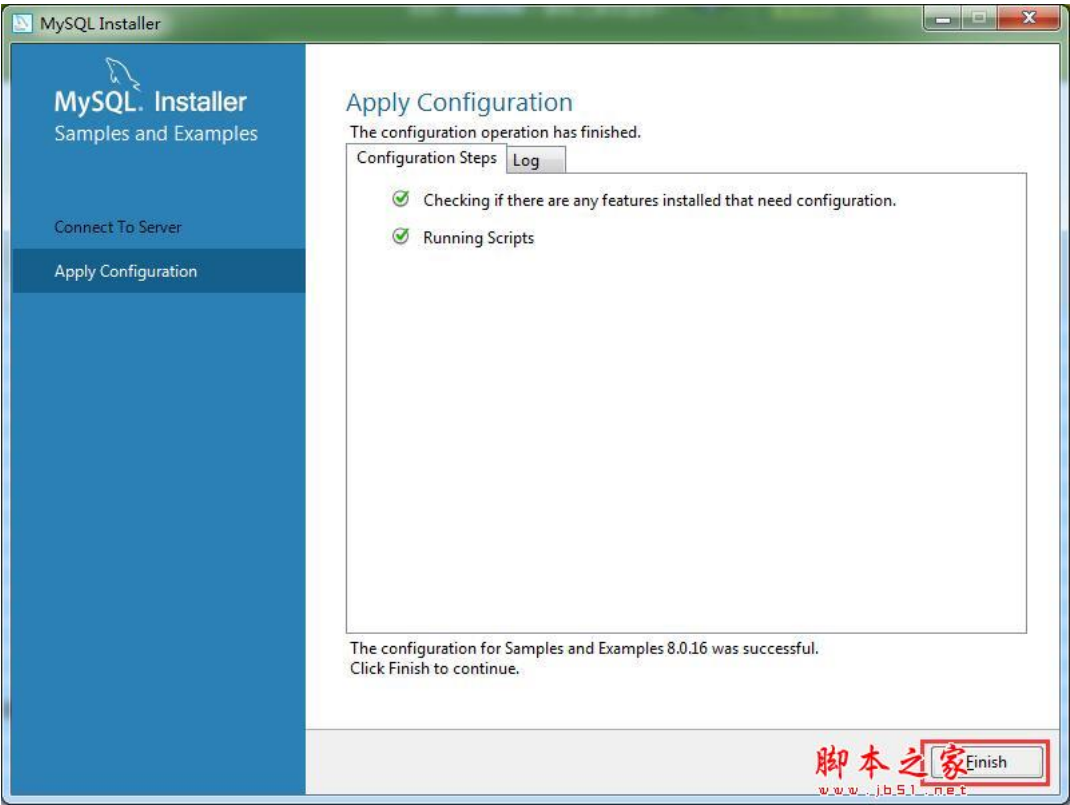 MySQL Installer
MySQL. Installer
Samples and Examples
Connect To Server
Apply Configuration
Apply Configuration
The configuration operation has finished.
Configuration Steps
Log
Checking if there are any features installed that need configuration.
Running Scripts
The configuration for Samples and Examples 8.0.16 was successful.
Click Finish to continue.
脚本之家
Finish
www.jb51.net